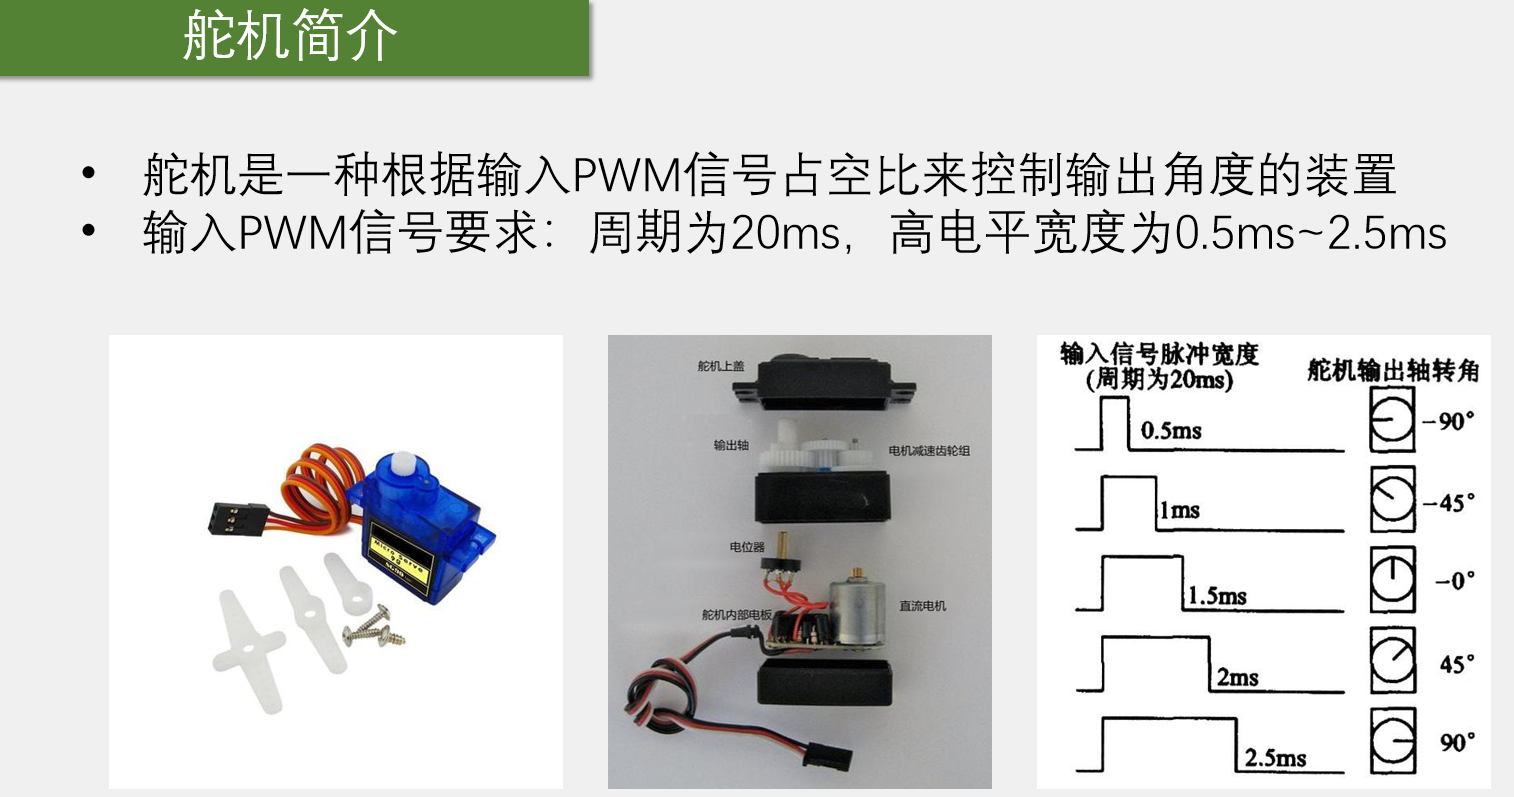 舵机简介
• 舵机是一种根据输入PWM信号占空比来控制输出角度的装置
• 输入PWM信号要求：周期为20ms，高电平宽度为0.5ms~2.5ms
Micro Servo
9g
SG90
舵机上盖
输出轴
电机减速齿轮组
电位器
直流电机
舵机内部电板
输入信号脉冲宽度
(周期为20ms)
舵机输出轴转角
0.5ms
−90°
1ms
−45°
1.5ms
−0°
2ms
45°
2.5ms
90°